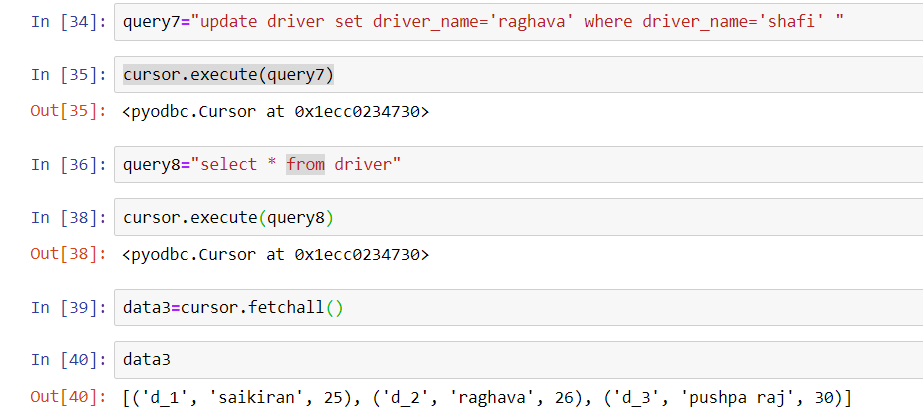 In [34]: query7="update driver set driver_name='raghava' where driver_name='shafi' "
In [35]: cursor.execute(query7)
Out[35]: <pyodbc.Cursor at 0x1ecc0234730>
In [36]: query8="select * from driver"
In [38]: cursor.execute(query8)
Out[38]: <pyodbc.Cursor at 0x1ecc0234730>
In [39]: data3=cursor.fetchall()
In [40]: data3
Out[40]: [('d_1', 'saikiran', 25), ('d_2', 'raghava', 26), ('d_3', 'pushpa raj', 30)]